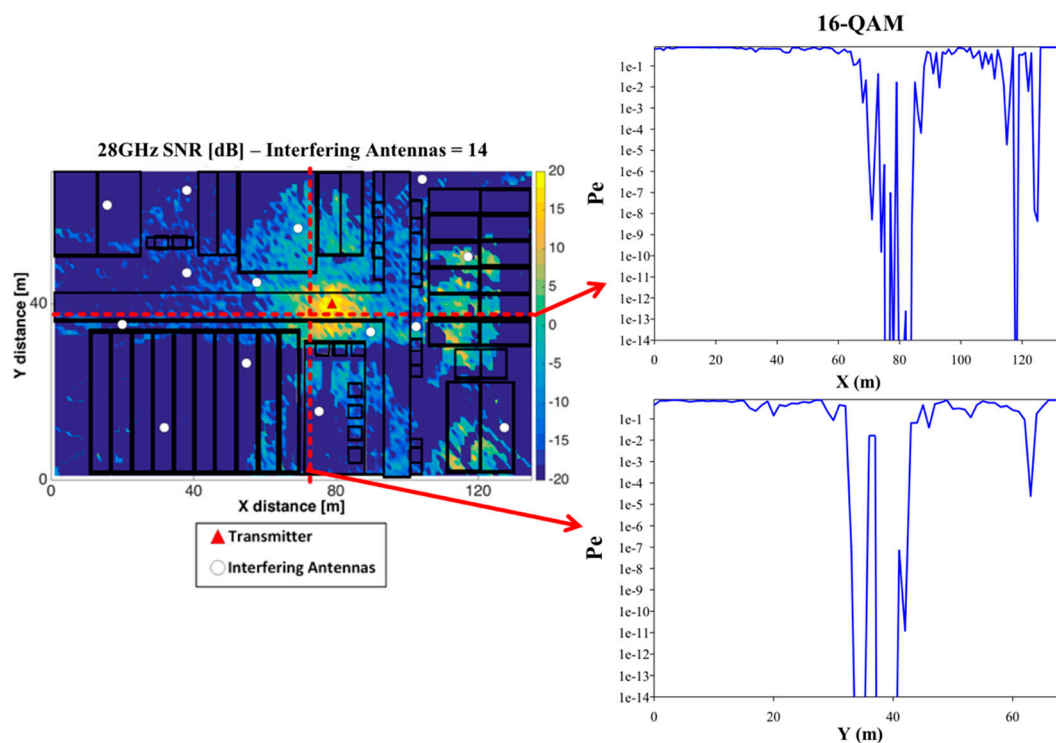 16-QAM
28GHz SNR [dB] – Interfering Antennas = 14
Y distance [m]
40
0
0
40
80
120
X distance [m]
20
15
10
5
0
-5
-10
-15
-20
Transmitter
Interfering Antennas
Pe
1e-1
1e-2
1e-3
1e-4
1e-5
1e-6
1e-7
1e-8
1e-9
1e-10
1e-11
1e-12
1e-13
1e-14
0
20
40
60
80
100
120
X (m)
Pe
1e-1
1e-2
1e-3
1e-4
1e-5
1e-6
1e-7
1e-8
1e-9
1e-10
1e-11
1e-12
1e-13
1e-14
0
20
40
60
Y (m)